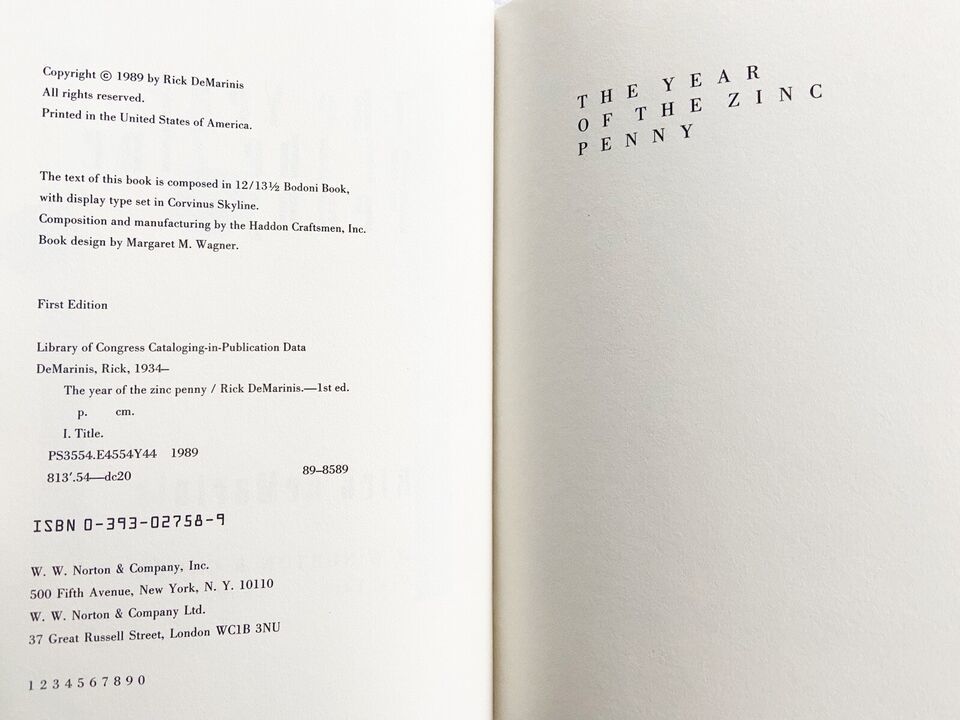 Copyright © 1989 by Rick DeMarinis
All rights reserved.
Printed in the United States of America.
The text of this book is composed in 12/13½ Bodoni Book,
with display type set in Corvinus Skyline.
Composition and manufacturing by the Haddon Craftsmen, Inc.
Book design by Margaret M. Wagner.
First Edition
Library of Congress Cataloging-in-Publication Data
DeMarinis, Rick, 1934–
The year of the zinc penny / Rick DeMarinis.—1st ed.
p. cm.
I. Title.
PS3554.E4554Y44 1989
813'.54—dc20 89–8589
ISBN 0-393-02758-9
W. W. Norton & Company, Inc.
500 Fifth Avenue, New York, N. Y. 10110
W. W. Norton & Company Ltd.
37 Great Russell Street, London WC1B 3NU
1 2 3 4 5 6 7 8 9 0
THE YEAR
OF THE ZINC
PENNY